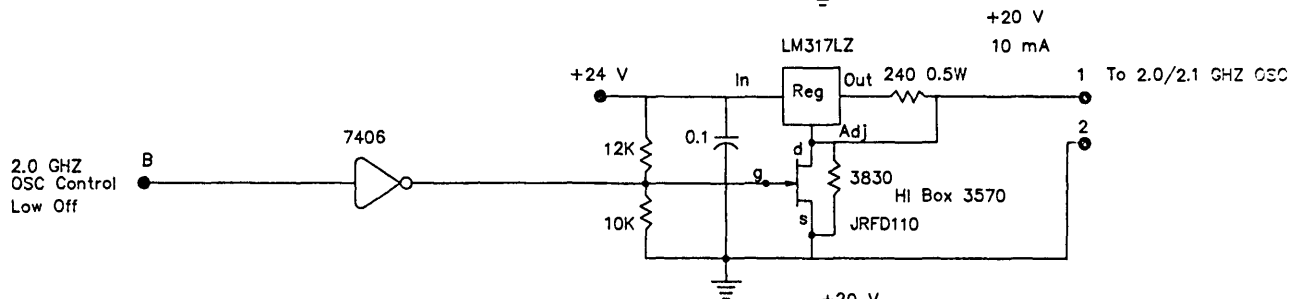 +20 V
10 mA
LM317LZ
+24 V
In
Reg
Out
240 0.5W
1
To 2.0/2.1 GHZ OSC
2
Adj
7406
0.1
12K
d
2.0 GHZ
OSC Control
Low Off
B
g
3830
HI Box 3570
10K
s
JRFD110
+20 V